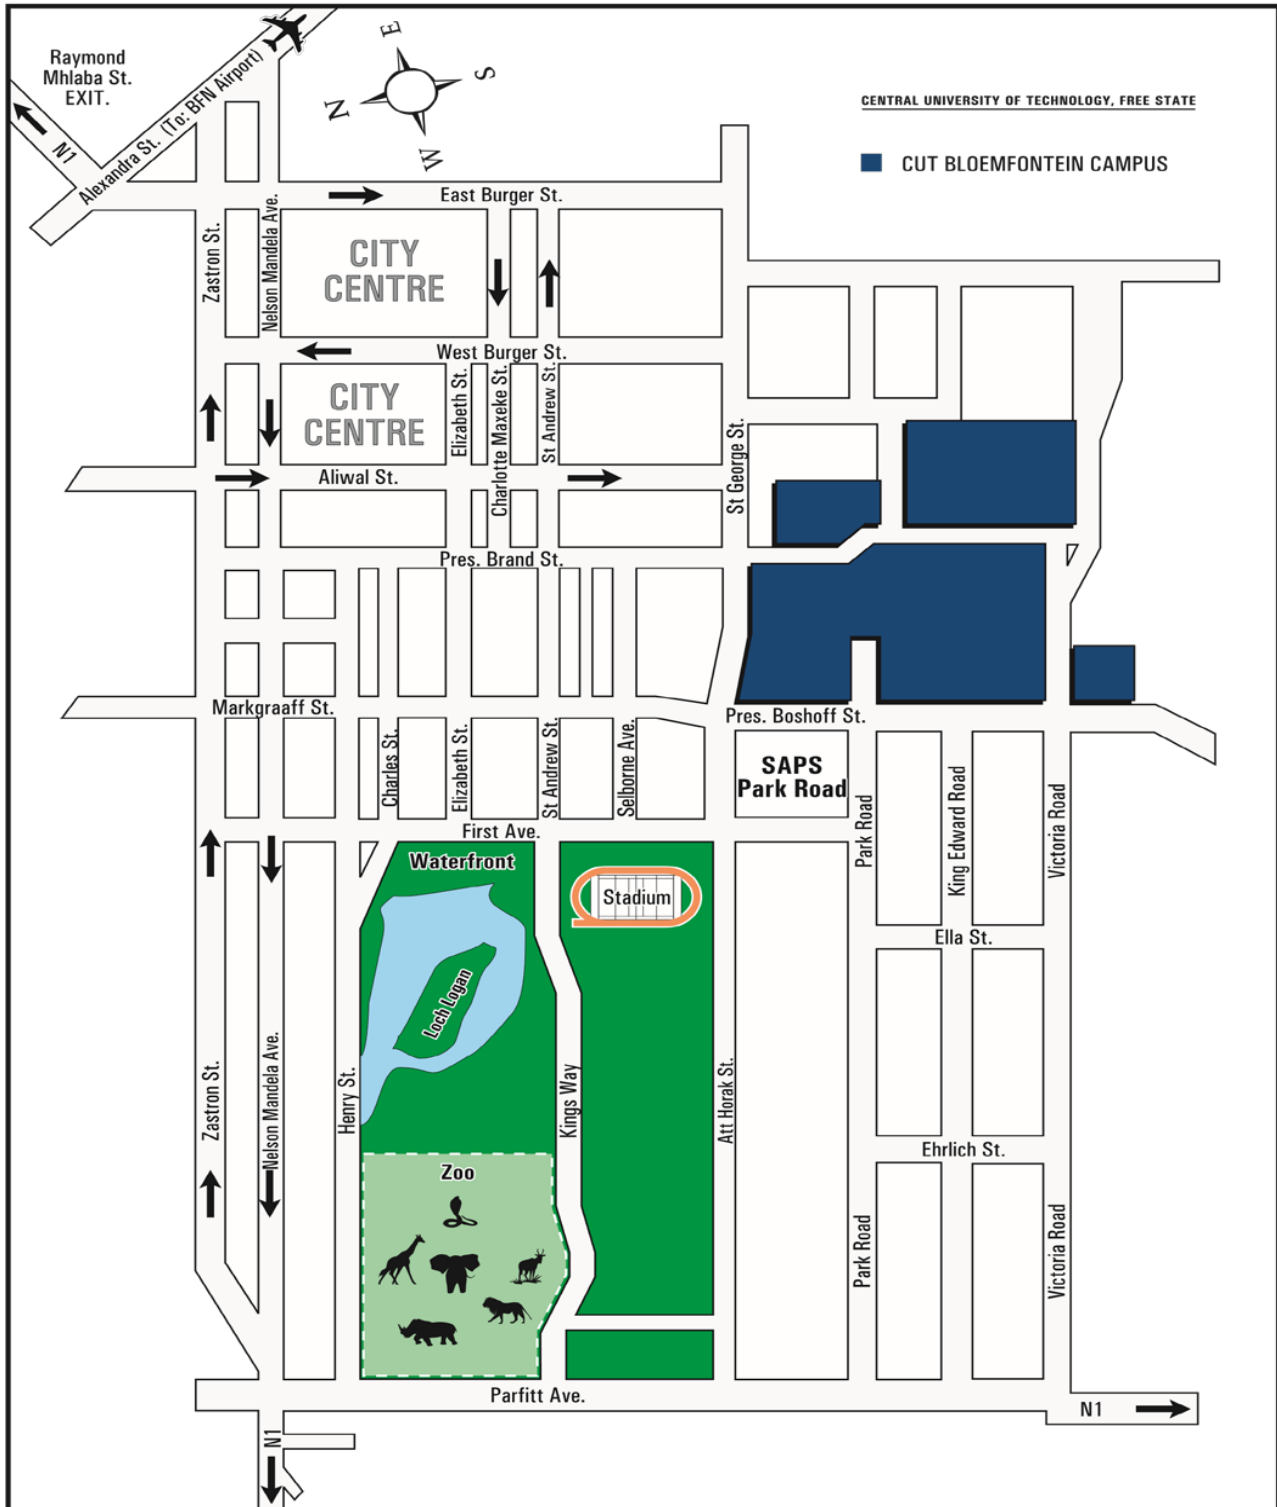 Raymond
Mhlaba St.
EXIT.
N1
Alexandra St. (To: BFN Airport)
E
S
N
W
CENTRAL UNIVERSITY OF TECHNOLOGY, FREE STATE
CUT BLOEMFONTEIN CAMPUS
East Burger St.
Zastron St.
Nelson Mandela Ave.
CITY
CENTRE
West Burger St.
CITY
CENTRE
Elizabeth St.
Charlotte Maxeke St.
St Andrew St.
St George St.
Aliwal St.
Pres. Brand St.
Markgraaff St.
Pres. Boshoff St.
Charles St.
Elizabeth St.
St Andrew St.
Selborne Ave.
SAPS
Park Road
Park Road
King Edward Road
Victoria Road
First Ave.
Waterfront
Stadium
Ella St.
Loch Logan
Zastron St.
Nelson Mandela Ave.
Henry St.
Kings Way
Att Horak St.
Ehrlich St.
Zoo
Park Road
Victoria Road
Parfitt Ave.
N1
N1